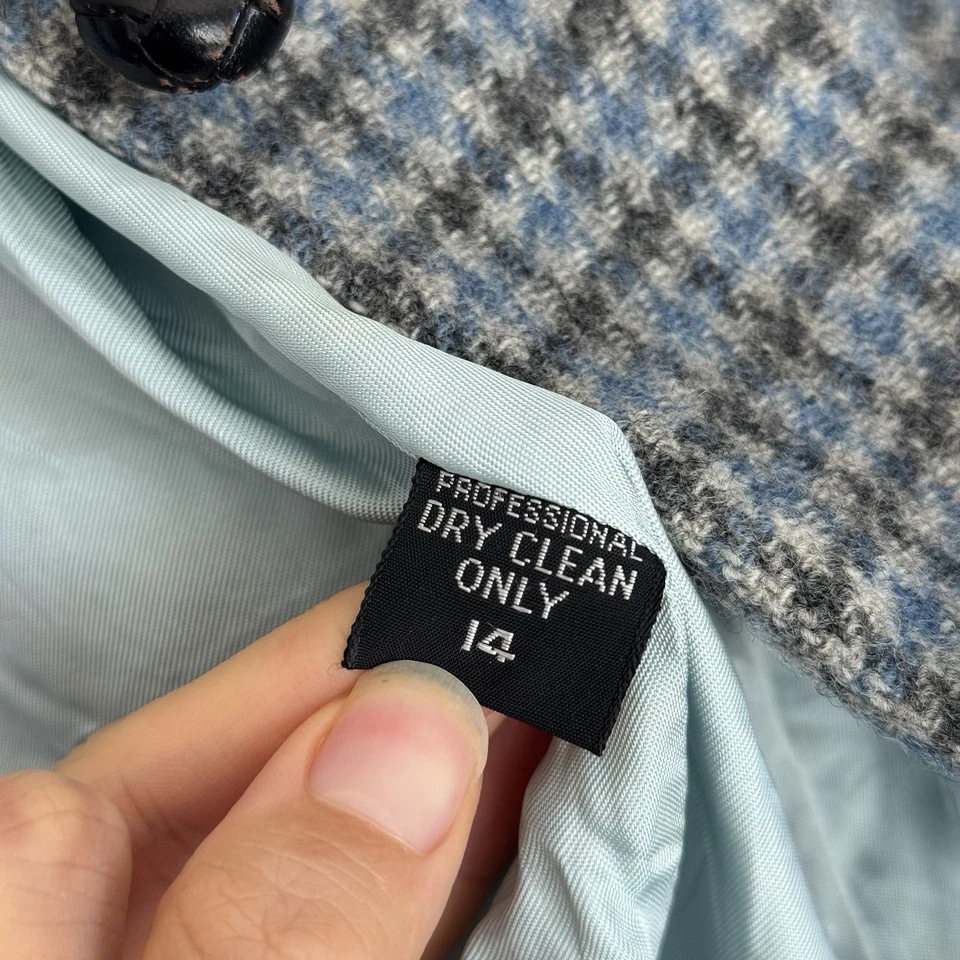 PROFESSIONAL
DRY CLEAN
ONLY
14